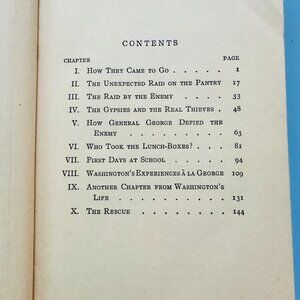 CONTENTS
CHAPTER PAGE
I. HOW THEY CAME TO GO . . . . . 1
II. THE UNEXPECTED RAID ON THE PANTRY 17
III. THE RAID BY THE ENEMY . . . . 33
IV. THE GYPSIES AND THE REAL THIEVES . 48
V. HOW GENERAL GEORGE DEFIED THE
ENEMY . . . . . . . . 63
VI. WHO TOOK THE LUNCH-BOXES? . . . 81
VII. FIRST DAYS AT SCHOOL . . . . 94
VIII. WASHINGTON'S EXPERIENCES À LA GEORGE 109
IX. ANOTHER CHAPTER FROM WASHINGTON'S
LIFE . . . . . . . . 131
X. THE RESCUE . . . . . . . 144